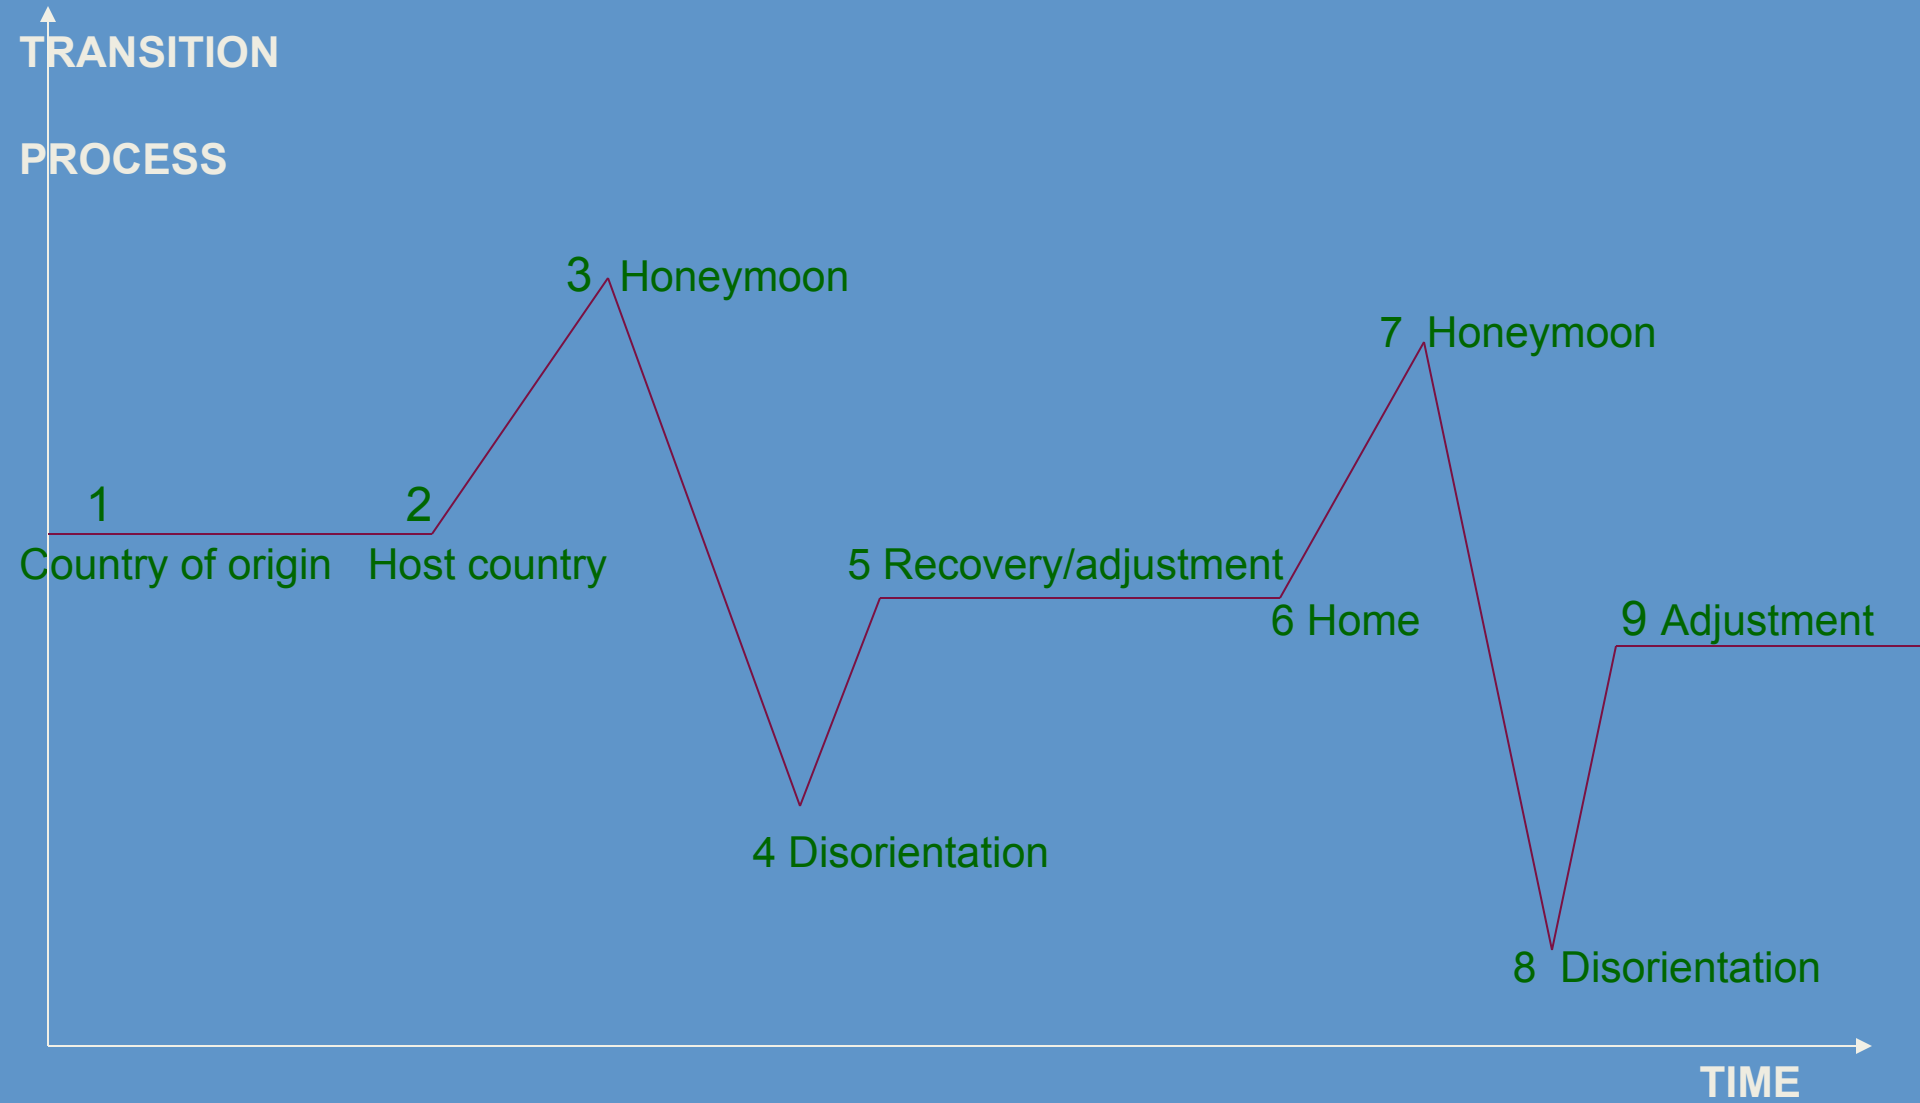 TRANSITION
PROCESS
3 Honeymoon
7 Honeymoon
1
2
Country of origin
Host country
5 Recovery/adjustment
6 Home
9 Adjustment
4 Disorientation
8 Disorientation
TIME